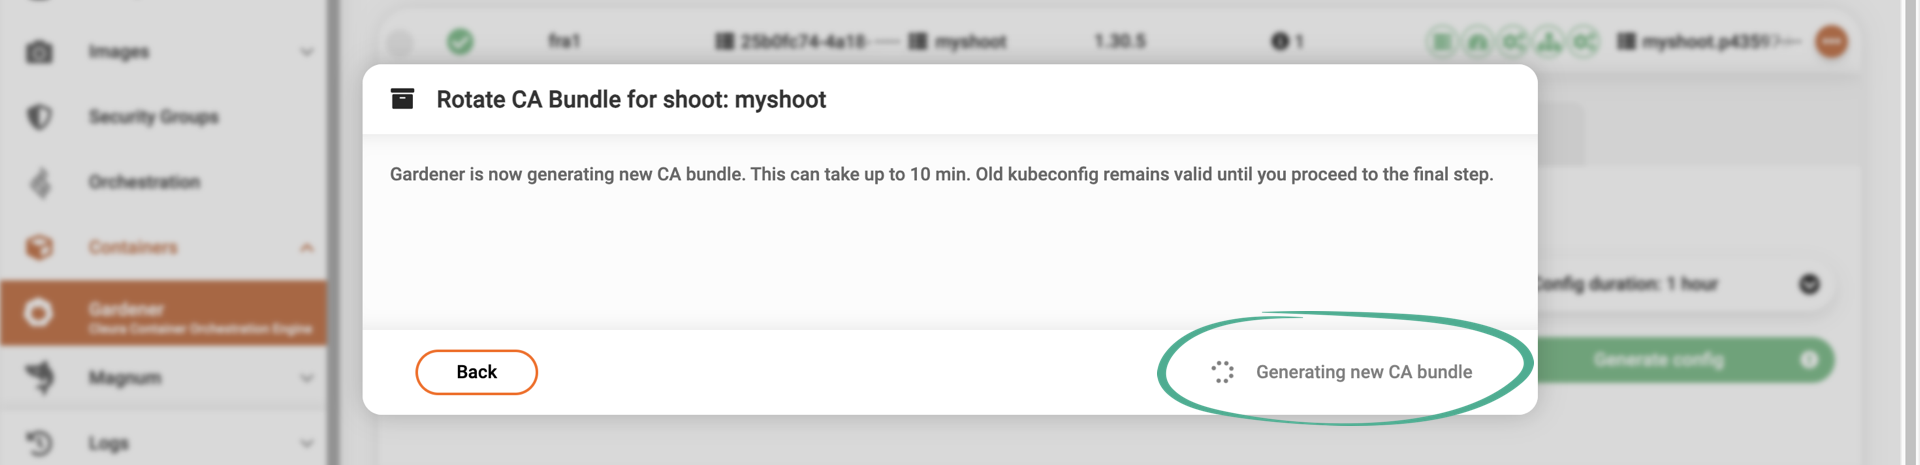 Images
fra1
25b0fc74-4a18-
myshoot
1.30.5
1
myshoot.p4359
Rotate CA Bundle for shoot: myshoot
Security Groups
Gardener is now generating new CA bundle. This can take up to 10 min. Old kubeconfig remains valid until you proceed to the final step.
Orchestration
Containers
Config duration: 1 hour
Gardener
Cleura Container Orchestration Engine
Generate config
Back
Generating new CA bundle
Magnum
Logs